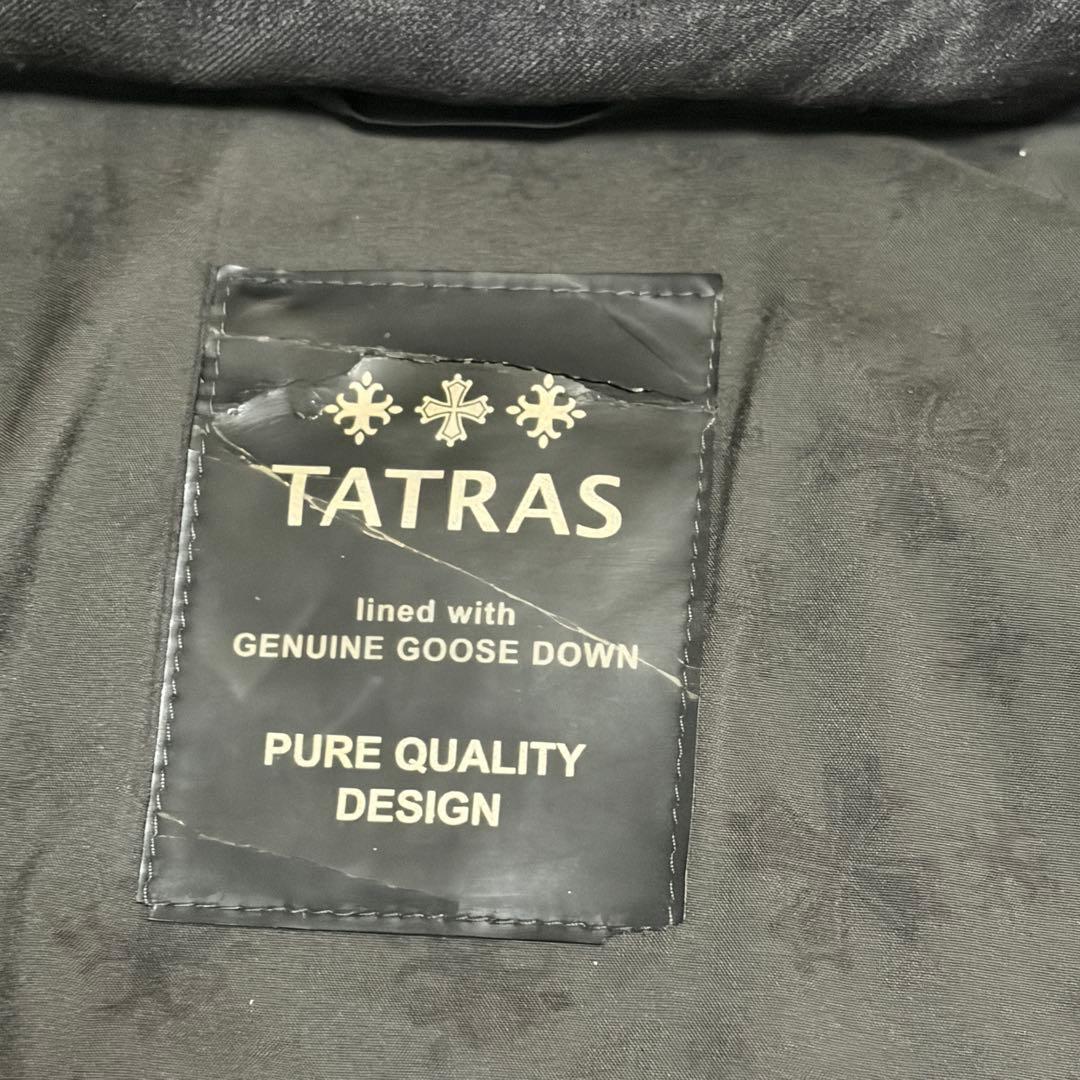 TATRAS
lined with
GENUINE GOOSE DOWN
PURE QUALITY
DESIGN